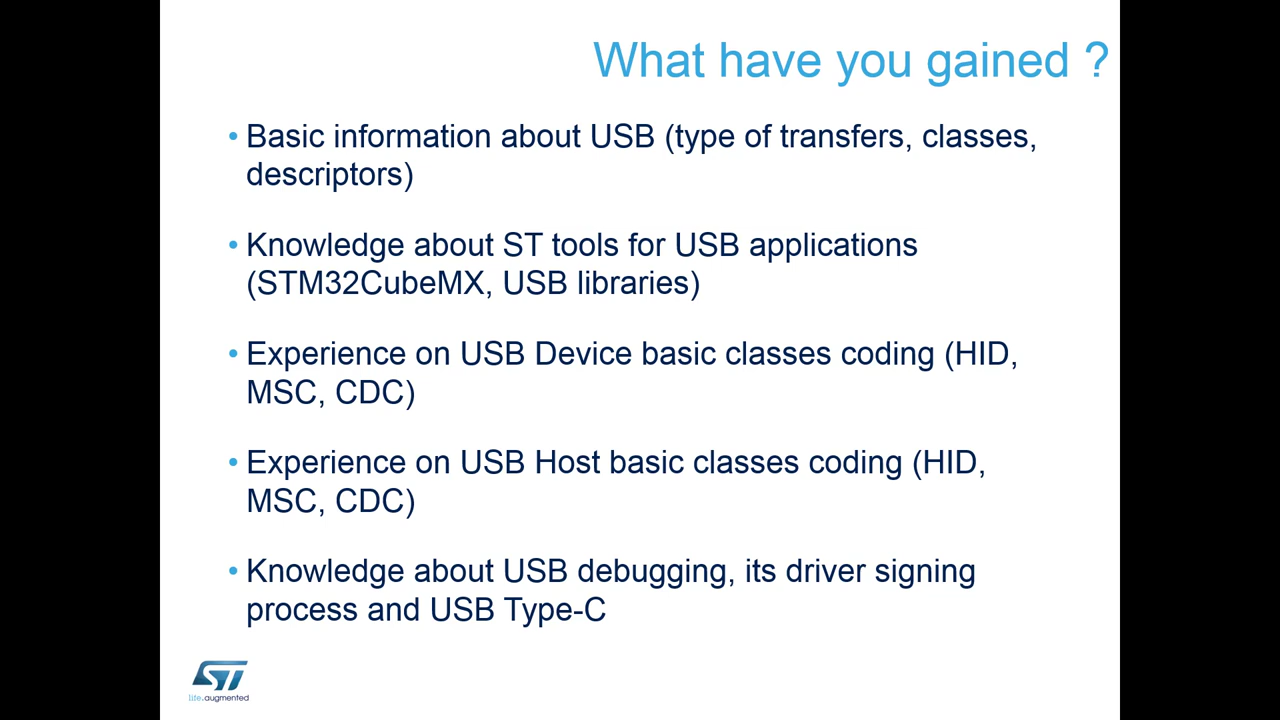 What have you gained ?
• Basic information about USB (type of transfers, classes,
descriptors)
• Knowledge about ST tools for USB applications
(STM32CubeMX, USB libraries)
• Experience on USB Device basic classes coding (HID,
MSC, CDC)
• Experience on USB Host basic classes coding (HID,
MSC, CDC)
• Knowledge about USB debugging, its driver signing
process and USB Type-C
ST
life.augmented